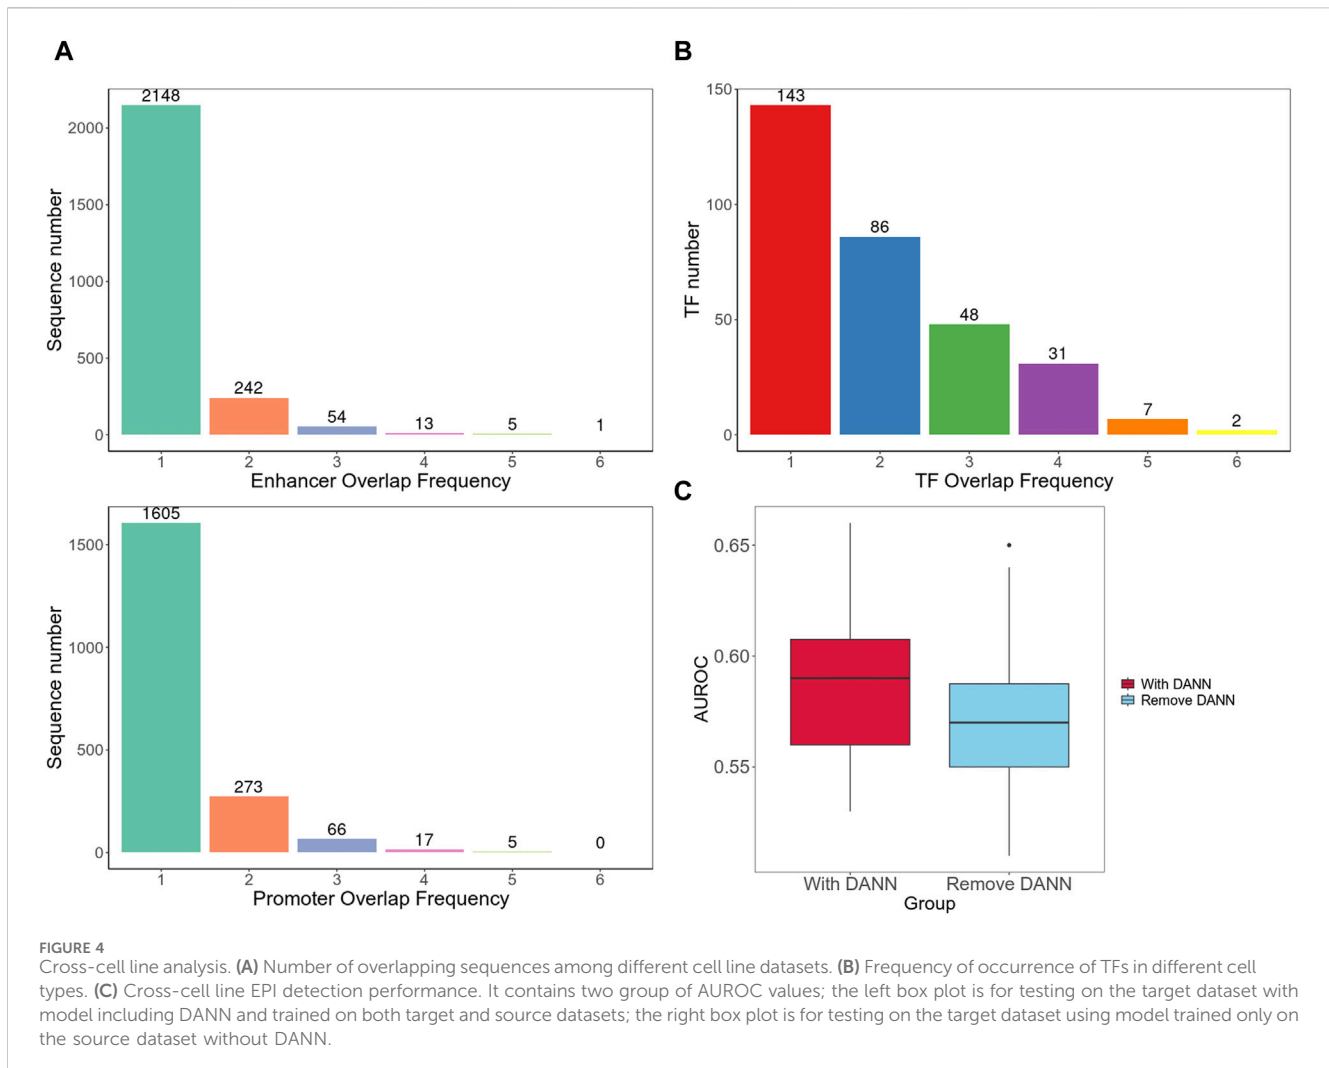 A
2148
242
54
13
5
1
2000
1500
1000
500
0
Sequence number
1 2 3 4 5 6
Enhancer Overlap Frequency
1605
273
66
17
5
0
1500
1000
500
0
Sequence number
1 2 3 4 5 6
Promoter Overlap Frequency
B
143
86
48
31
7
2
150
100
50
0
TF number
1 2 3 4 5 6
TF Overlap Frequency
C
0.65
0.60
0.55
AUROC
With DANN Remove DANN
Group
With DANN
Remove DANN
FIGURE 4
Cross-cell line analysis. (A) Number of overlapping sequences among different cell line datasets. (B) Frequency of occurrence of TFs in different cell
types. (C) Cross-cell line EPI detection performance. It contains two group of AUROC values; the left box plot is for testing on the target dataset with
model including DANN and trained on both target and source datasets; the right box plot is for testing on the target dataset using model trained only on
the source dataset without DANN.